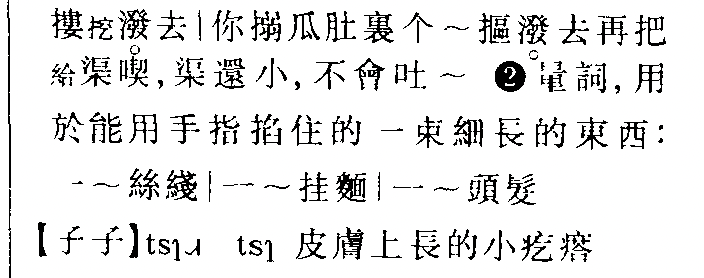 摟挖潑去|你搦瓜肚裏个～摳潑去再把
給渠喫，渠還小，不會吐～ ❷量詞，用
於能用手指掐住的一束細長的東西：
一～絲綫|一～挂麵|一～頭髮
【子子】tsɿ tsɿ 皮膚上長的小疙瘩